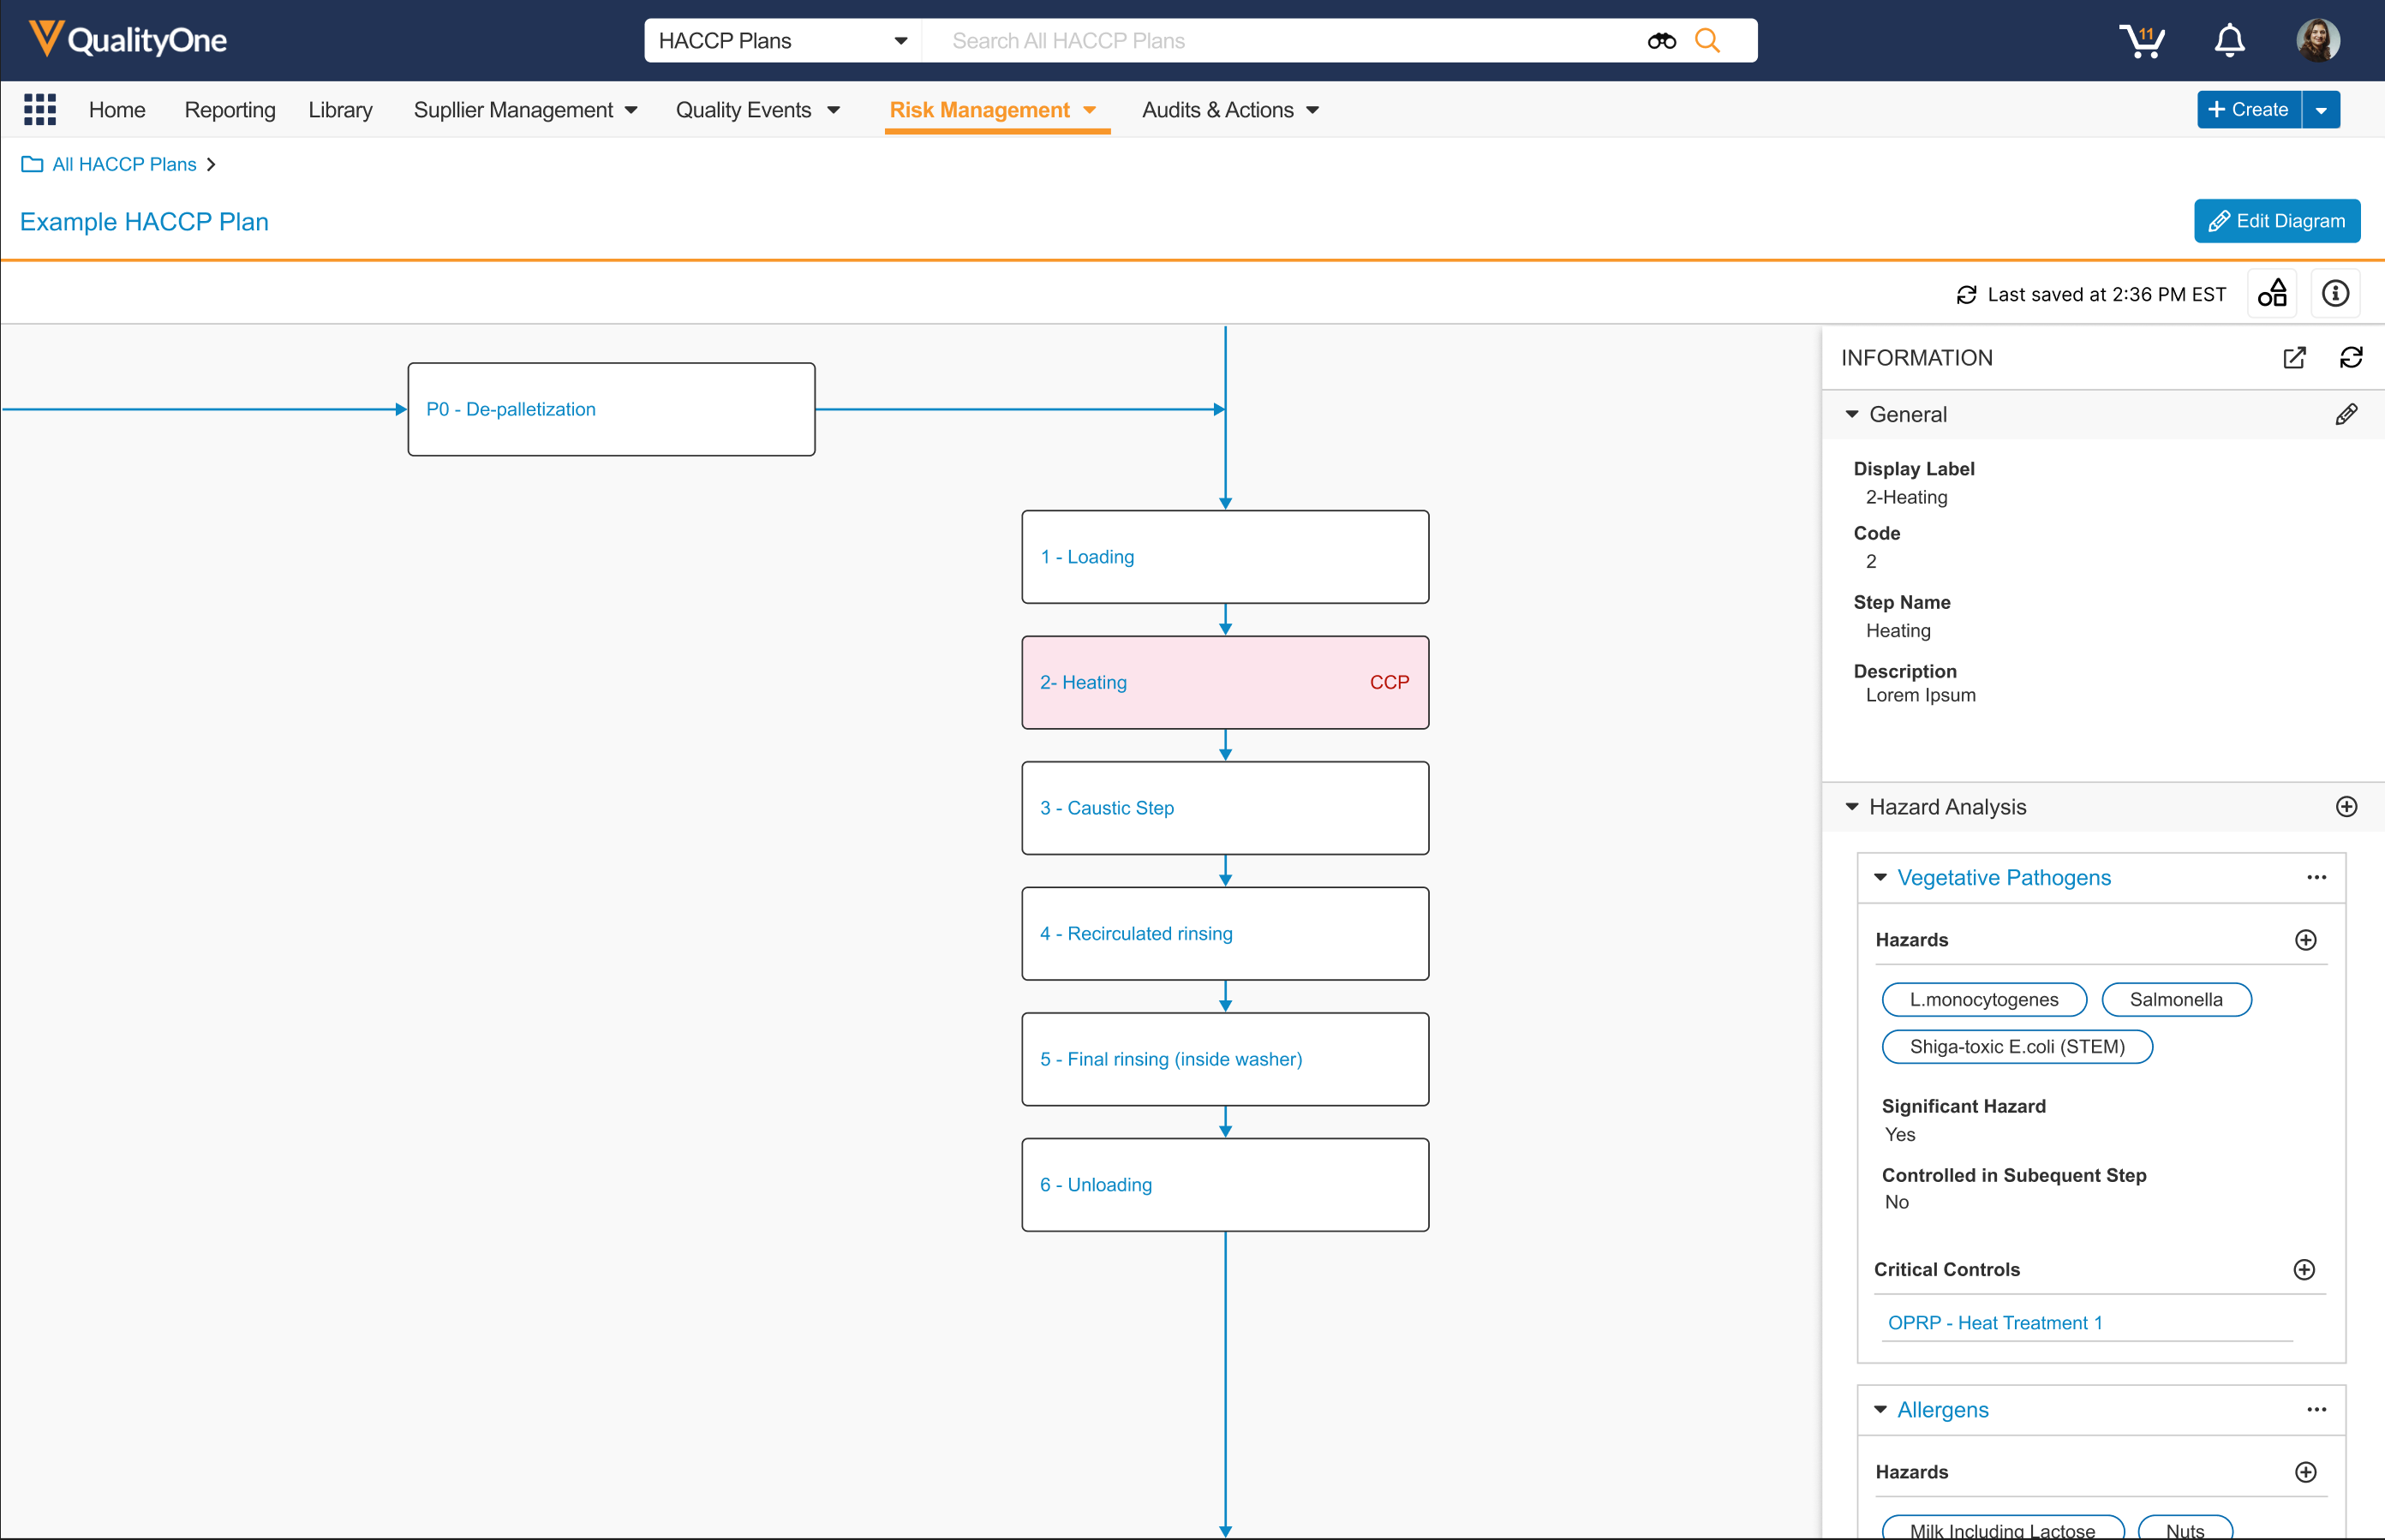 QualityOne
HACCP Plans
Search All HACCP Plans
11
Home
Reporting
Library
Supllier Management
Quality Events
Risk Management
Audits & Actions
+ Create
All HACCP Plans
Example HACCP Plan
Edit Diagram
Last saved at 2:36 PM EST
P0 - De-palletization
1 - Loading
2- Heating
CCP
3 - Caustic Step
4 - Recirculated rinsing
5 - Final rinsing (inside washer)
6 - Unloading
INFORMATION
General
Display Label
2-Heating
Code
2
Step Name
Heating
Description
Lorem Ipsum
Hazard Analysis
Vegetative Pathogens
Hazards
L.monocytogenes
Salmonella
Shiga-toxic E.coli (STEM)
Significant Hazard
Yes
Controlled in Subequent Step
No
Critical Controls
OPRP - Heat Treatment 1
Allergens
Hazards
Milk Including Lactose
Nuts